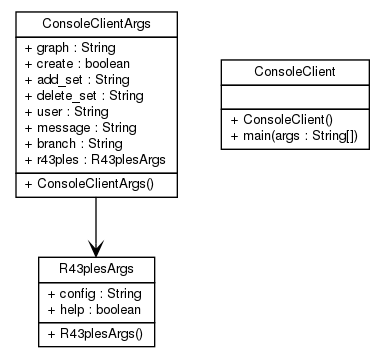 ConsoleClientArgs
+ graph : String
+ create : boolean
+ add_set : String
+ delete_set : String
+ user : String
+ message : String
+ branch : String
+ r43ples : R43plesArgs
+ ConsoleClientArgs()
ConsoleClient
+ ConsoleClient()
+ main(args : String[])
R43plesArgs
+ config : String
+ help : boolean
+ R43plesArgs()